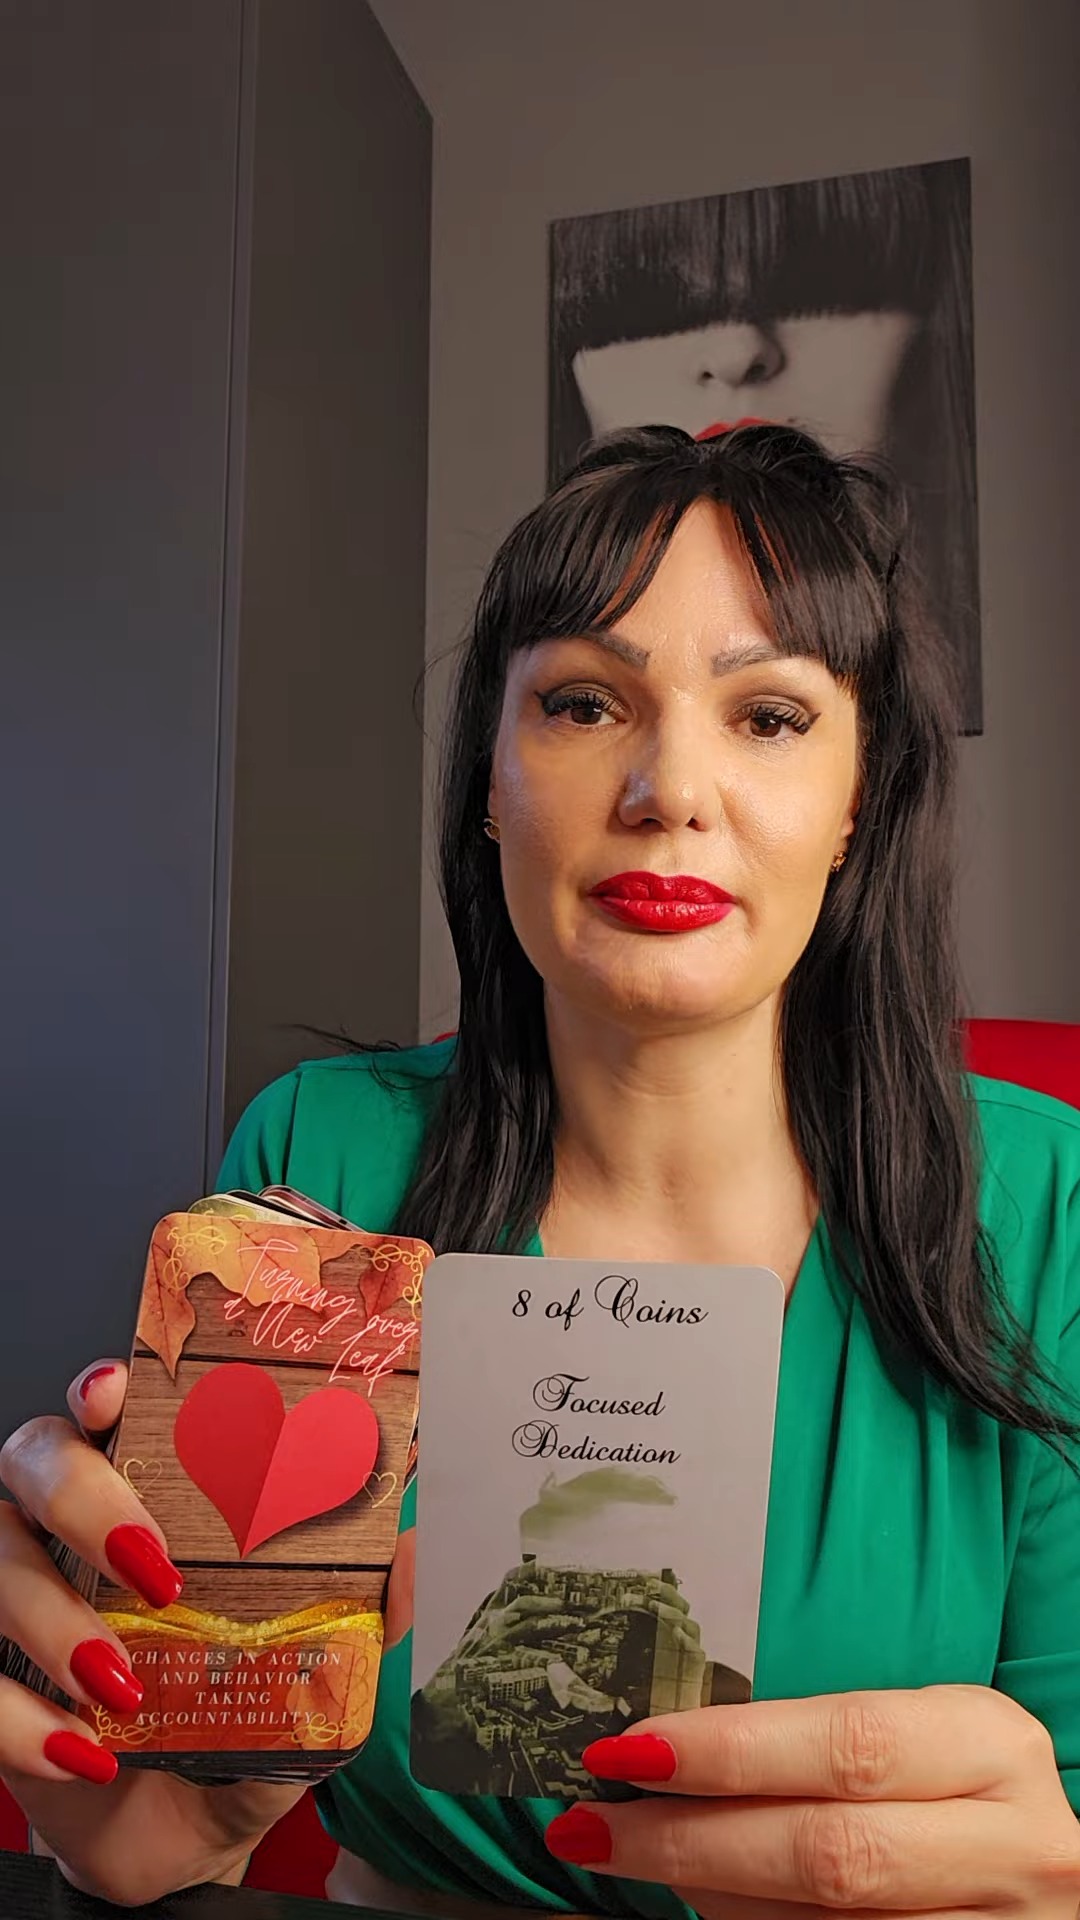 Turning over
a New Leaf
CHANGES IN ACTION
AND BEHAVIOR
TAKING
ACCOUNTABILITY
8 of Coins
Focused
Dedication